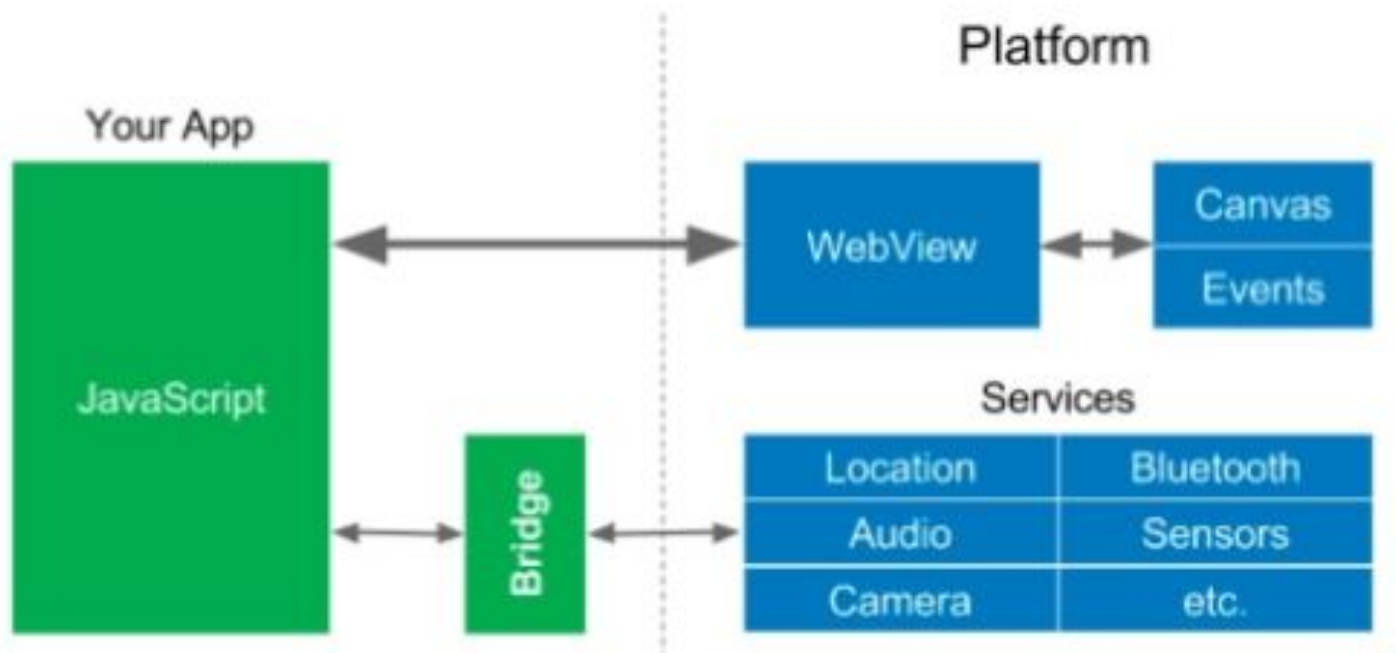 Platform
Your App
WebView
Canvas
Events
JavaScript
Bridge
Services
Location
Bluetooth
Audio
Sensors
Camera
etc.